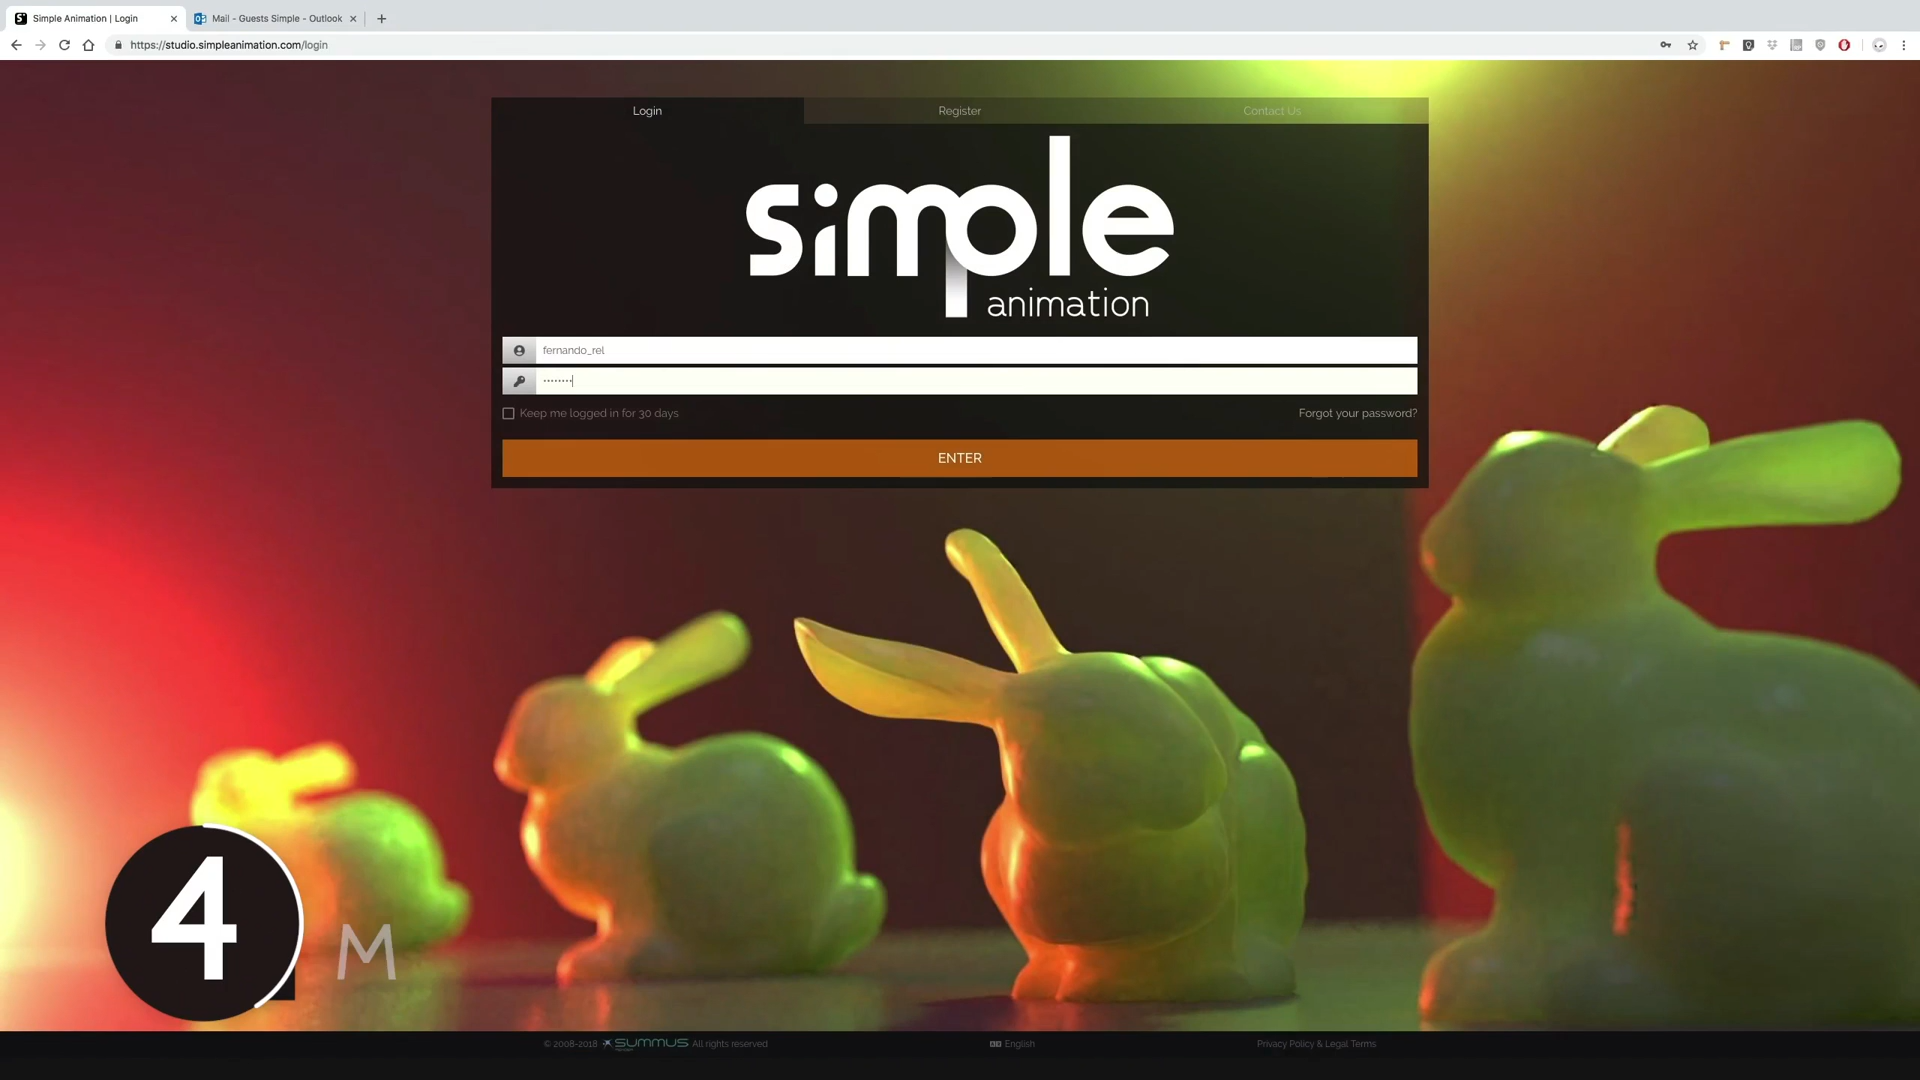 Simple Animation | Login
Mail - Guests Simple - Outlook
https://studio.simpleanimation.com/login
Login
Register
Contact Us
simple
animation
fernando_rel
Keep me logged in for 30 days
Forgot your password?
ENTER
4
M
© 2008-2018 SUMMUS All rights reserved
English
Privacy Policy & Legal Terms